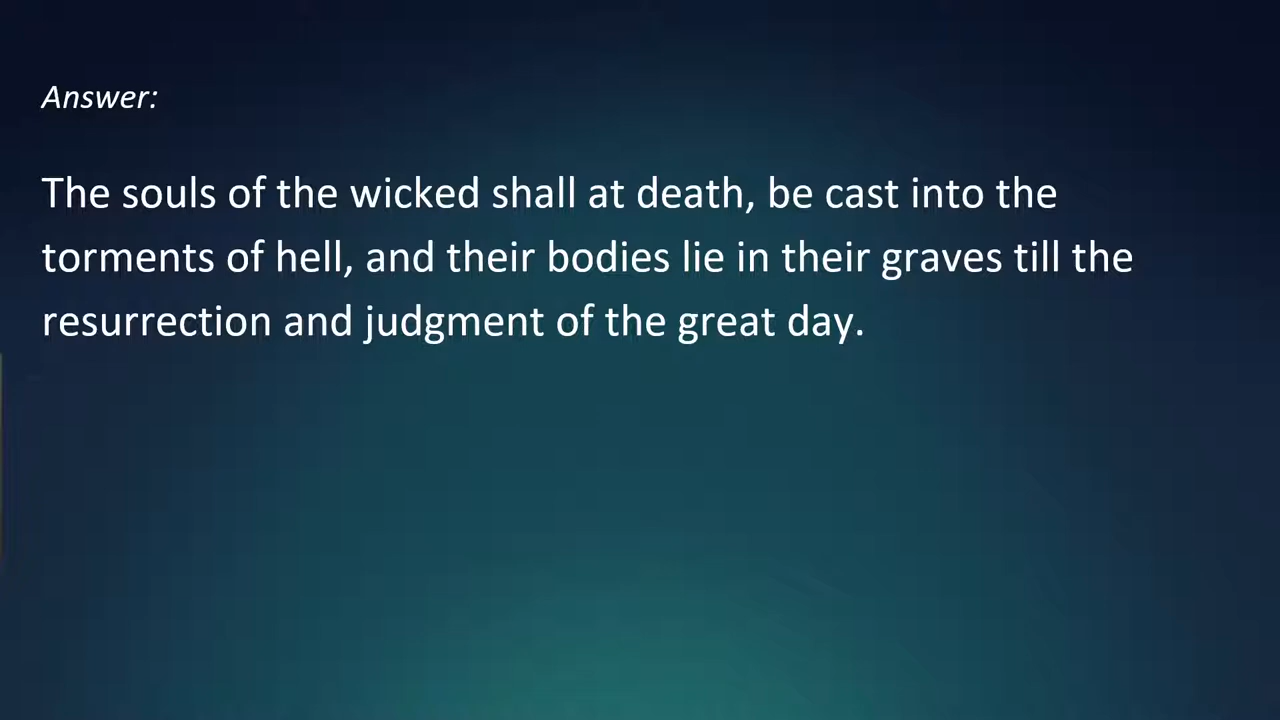 Answer:
The souls of the wicked shall at death, be cast into the
torments of hell, and their bodies lie in their graves till the
resurrection and judgment of the great day.